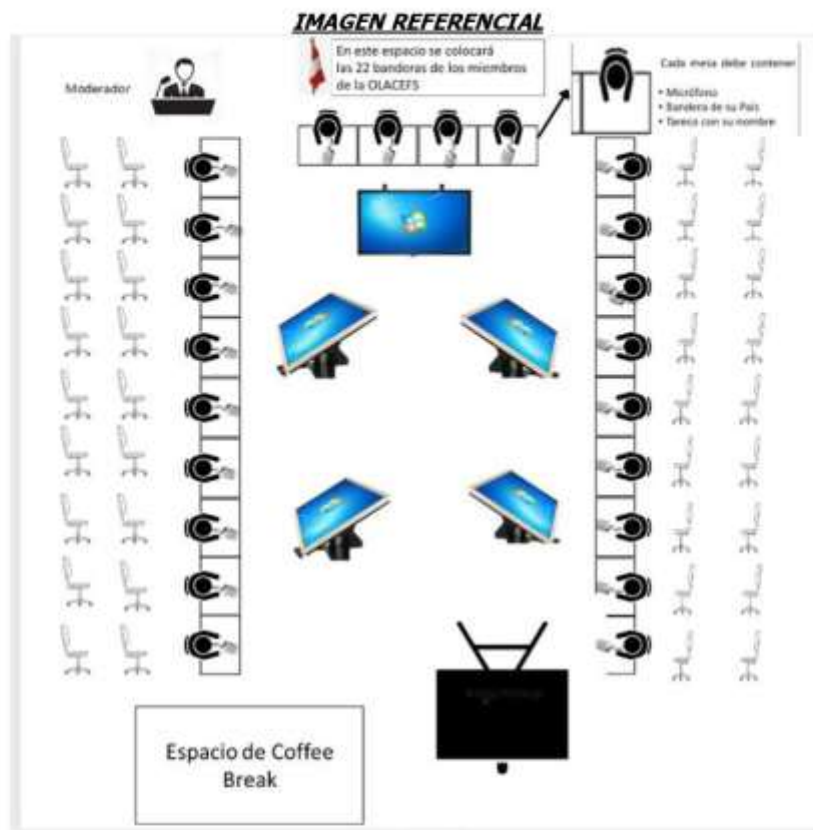 IMAGEN REFERENCIAL
En este espacio se colocará
las 22 banderas de los miembros
de la OLACEFS
Moderador
Cada mesa debe contener
• Micrófono
• Bandera de su País
• Tareco con su nombre
Espacio de Coffee
Break